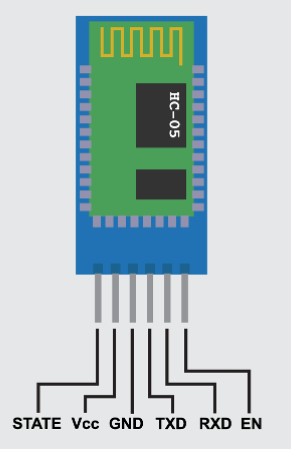 HC-05
STATE Vcc GND TXD RXD EN